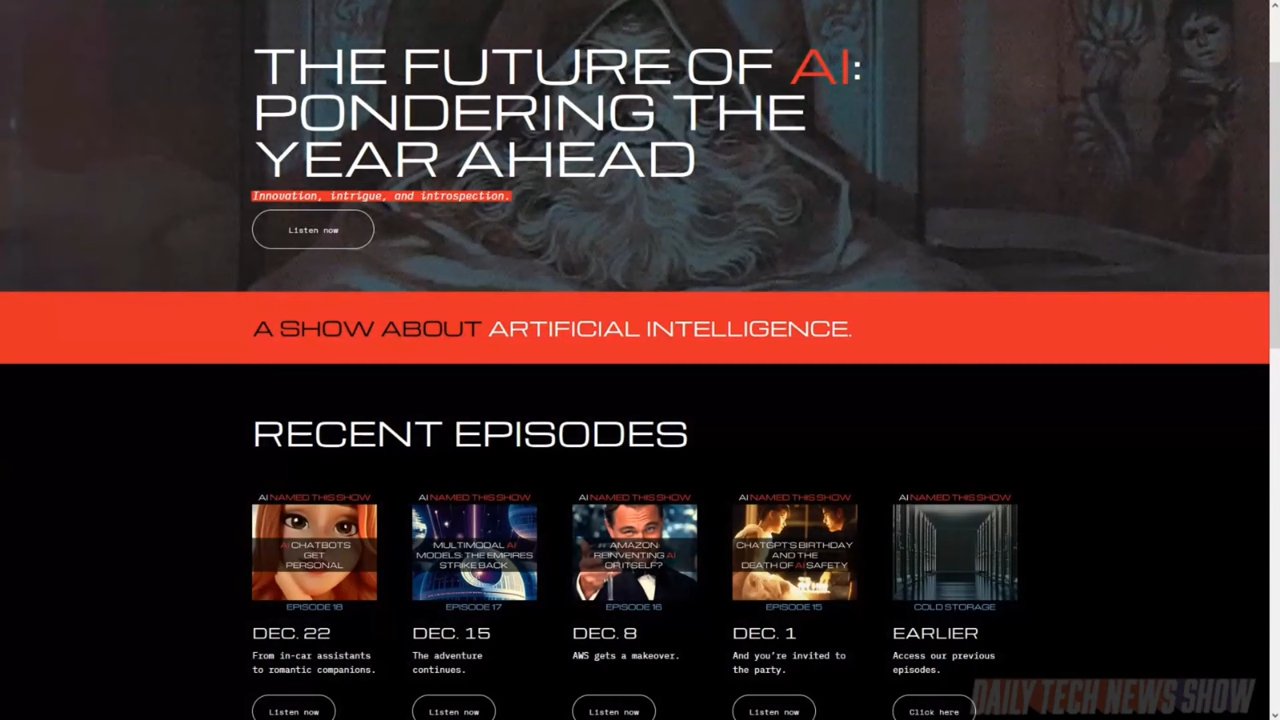 THE FUTURE OF AI:
PONDERING THE
YEAR AHEAD
Innovation, intrigue, and introspection.
Listen now
A SHOW ABOUT ARTIFICIAL INTELLIGENCE.
RECENT EPISODES
AI NAMED THIS SHOW
AI CHATBOTS
GET
PERSONAL
EPISODE 18
DEC. 22
From in-car assistants
to romantic companions.
Listen now
AI NAMED THIS SHOW
MULTIMODAL AI
MODELS: THE EMPIRES
STRIKE BACK
EPISODE 17
DEC. 15
The adventure
continues.
Listen now
AI NAMED THIS SHOW
AMAZON:
REINVENTING AI
OR ITSELF?
EPISODE 16
DEC. 8
AWS gets a makeover.
Listen now
AI NAMED THIS SHOW
CHATGPT'S BIRTHDAY
AND THE
DEATH OF AI SAFETY
EPISODE 15
DEC. 1
And you're invited to
the party.
Listen now
AI NAMED THIS SHOW
COLD STORAGE
EARLIER
Access our previous
episodes.
Click here
DAILY TECH NEWS SHOW